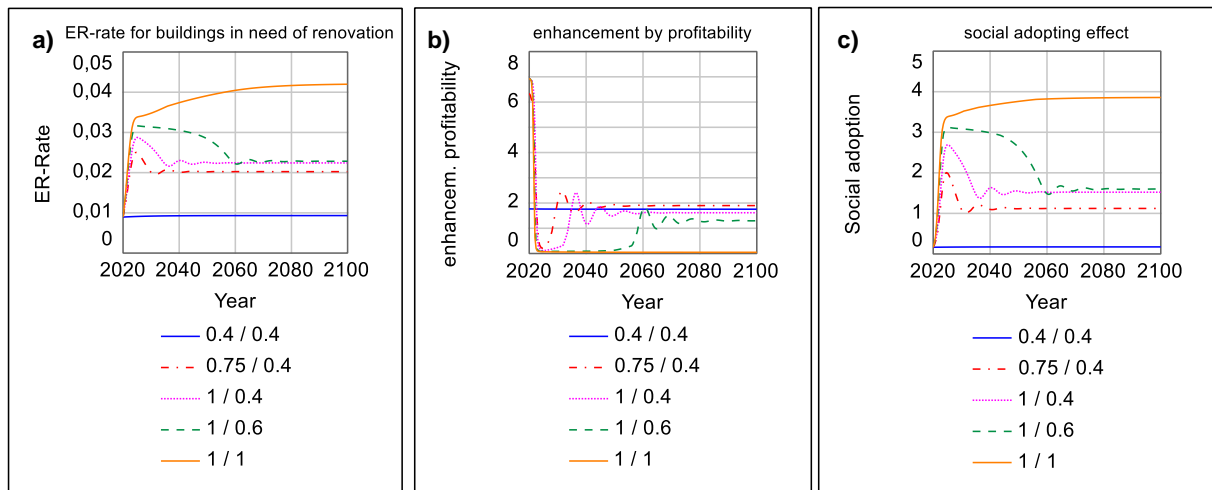 a) ER-rate for buildings in need of renovation
ER-Rate
0,05
0,04
0,03
0,02
0,01
0
2020 2040 2060 2080 2100
Year
0.4 / 0.4
0.75 / 0.4
1 / 0.4
1 / 0.6
1 / 1
b) enhancement by profitability
enhancem. profitability
8
6
4
2
0
2020 2040 2060 2080 2100
Year
0.4 / 0.4
0.75 / 0.4
1 / 0.4
1 / 0.6
1 / 1
c) social adopting effect
Social adoption
5
4
3
2
1
0
2020 2040 2060 2080 2100
Year
0.4 / 0.4
0.75 / 0.4
1 / 0.4
1 / 0.6
1 / 1